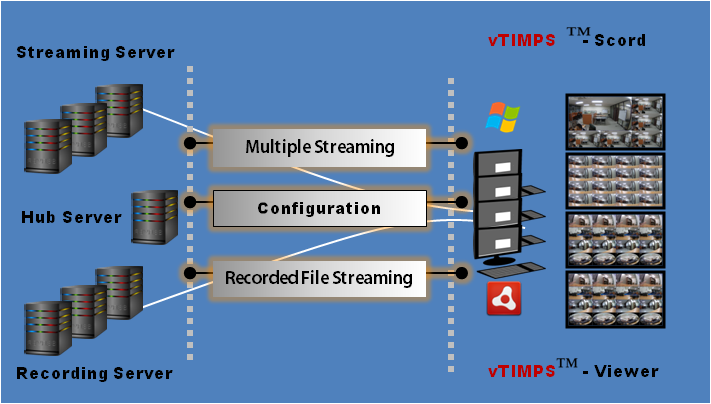 Streaming Server
vTIMPS ™- Scord
Multiple Streaming
Hub Server
Configuration
Recorded File Streaming
Recording Server
vTIMPS™ - Viewer